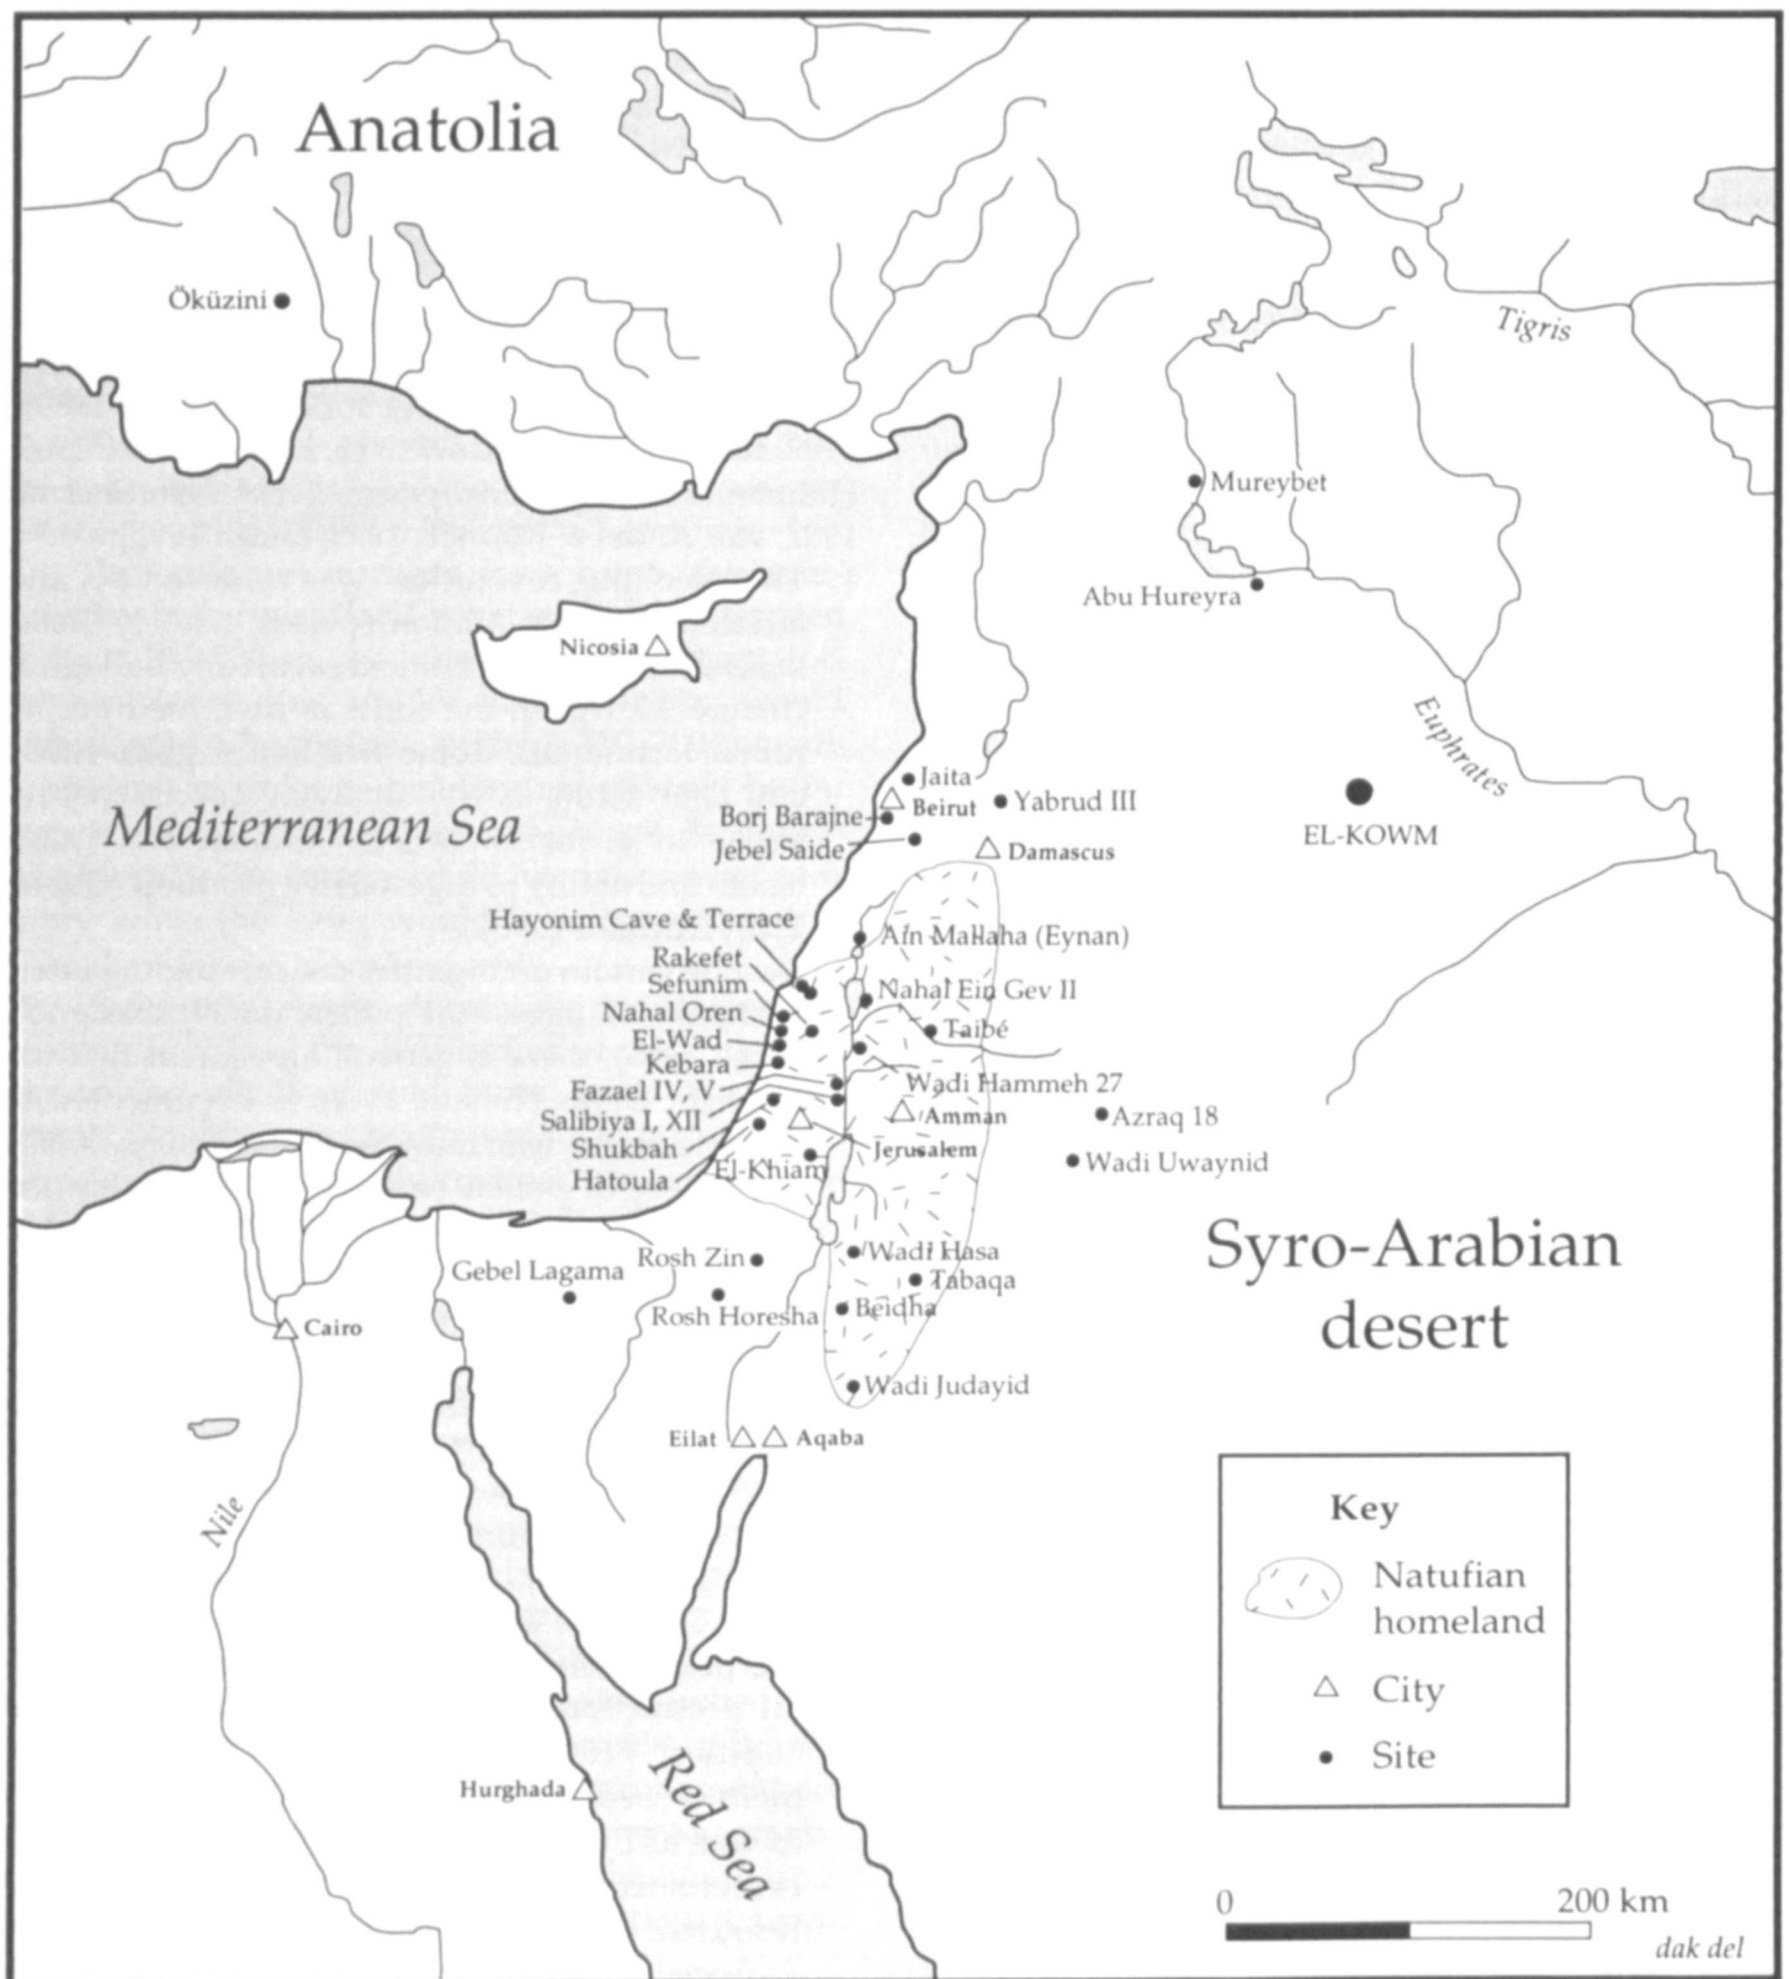 Anatolia
Öküzini
Tigris
Mureybet
Abu Hureyra
Nicosia
Euphrates
Mediterranean Sea
Jaita
Beirut
Yabrud III
Borj Barajne
Jebel Saide
Damascus
EL-KOWM
Hayonim Cave & Terrace
Ain Mallaha (Eynan)
Rakefet
Sefunim
Nahal Ein Gev II
Nahal Oren
Taibé
El-Wad
Kebara
Fazael IV, V
Wadi Hammeh 27
Salibiya I, XII
Amman
Azraq 18
Shukbah
Jerusalem
Hatoula
El-Khiam
Wadi Uwaynid
Syro-Arabian
desert
Rosh Zin
Wadi Hasa
Gebel Lagama
Tabaqa
Rosh Horesha
Beidha
Cairo
Wadi Judayid
Eilat
Aqaba
Nile
Hurghada
Red Sea
Key
Natufian
homeland
City
Site
0
200 km
dak del